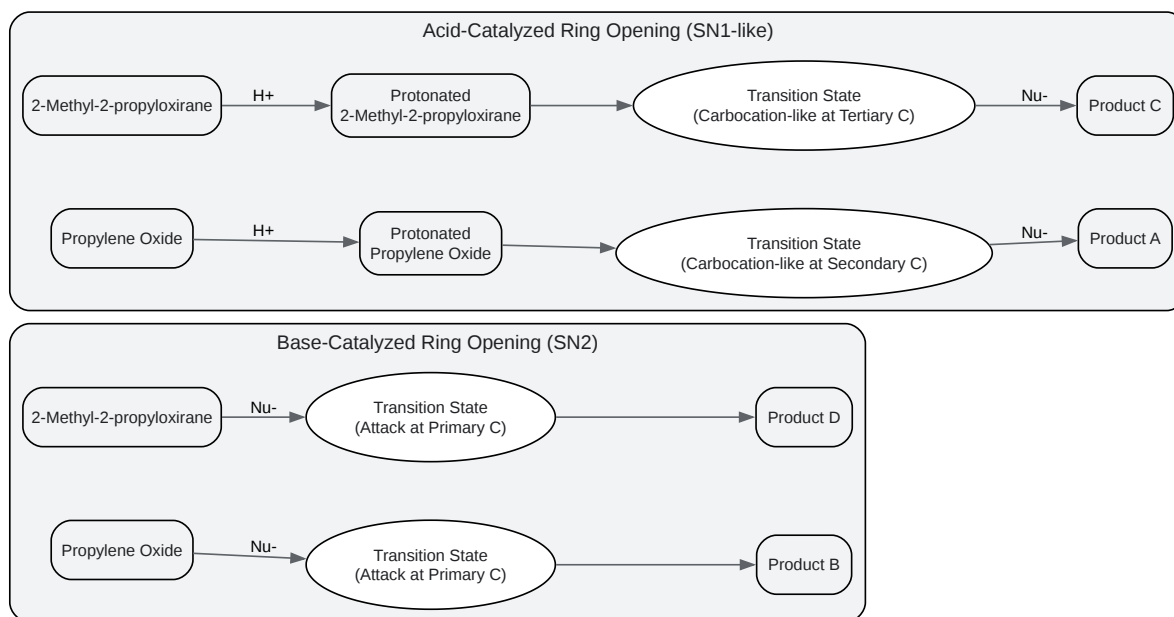 Acid-Catalyzed Ring Opening (SN1-like)
2-Methyl-2-propyloxirane
H+
Protonated
2-Methyl-2-propyloxirane
Transition State
(Carbocation-like at Tertiary C)
Nu-
Product C
Propylene Oxide
H+
Protonated
Propylene Oxide
Transition State
(Carbocation-like at Secondary C)
Nu-
Product A
Base-Catalyzed Ring Opening (SN2)
2-Methyl-2-propyloxirane
Nu-
Transition State
(Attack at Primary C)
Product D
Propylene Oxide
Nu-
Transition State
(Attack at Primary C)
Product B